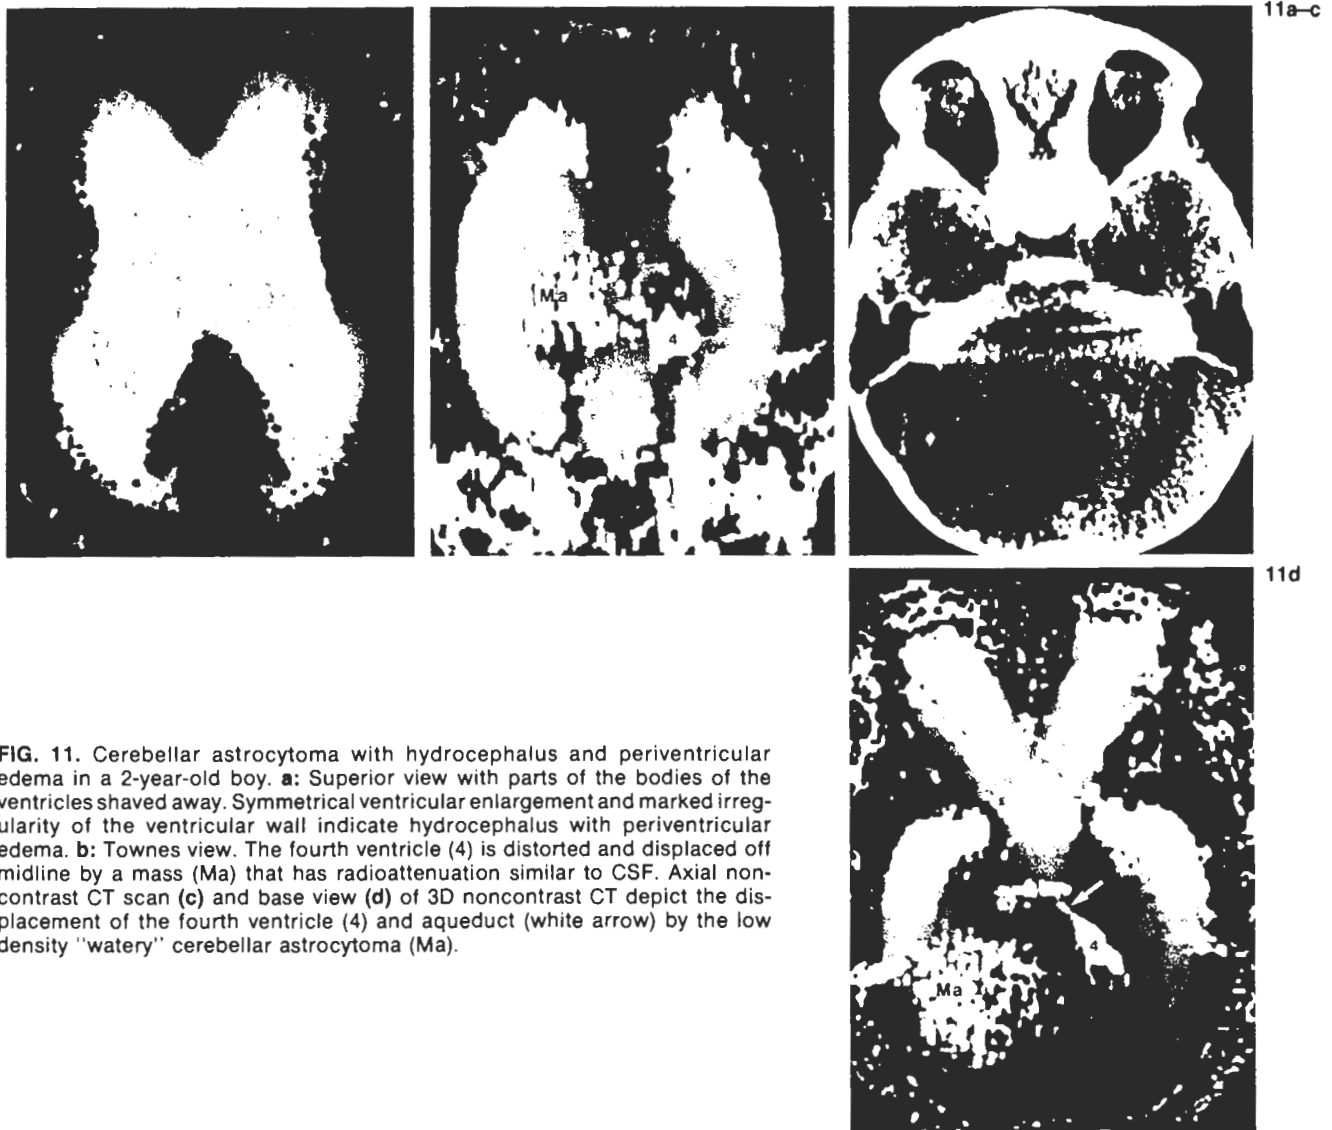 11a–c
Ma
4
4
11d
4
Ma
FIG. 11. Cerebellar astrocytoma with hydrocephalus and periventricular
edema in a 2-year-old boy. a: Superior view with parts of the bodies of the
ventricles shaved away. Symmetrical ventricular enlargement and marked irreg-
ularity of the ventricular wall indicate hydrocephalus with periventricular
edema. b: Townes view. The fourth ventricle (4) is distorted and displaced off
midline by a mass (Ma) that has radioattenuation similar to CSF. Axial non-
contrast CT scan (c) and base view (d) of 3D noncontrast CT depict the dis-
placement of the fourth ventricle (4) and aqueduct (white arrow) by the low
density "watery" cerebellar astrocytoma (Ma).